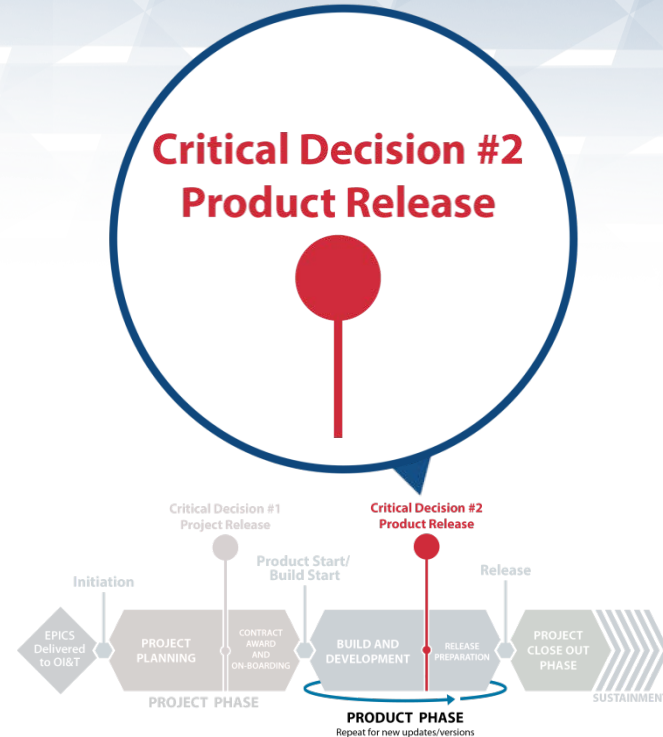 Critical Decision #2
Product Release
Critical Decision #1
Project Release
Critical Decision #2
Product Release
Product Start/
Build Start
Release
Initiation
EPICS
Delivered
to OI&T
PROJECT
PLANNING
CONTRACT
AWARD
AND
ON-BOARDING
BUILD AND
DEVELOPMENT
RELEASE
PREPARATION
PROJECT
CLOSE OUT
PHASE
SUSTAINMENT
PROJECT PHASE
PRODUCT PHASE
Repeat for new updates/versions